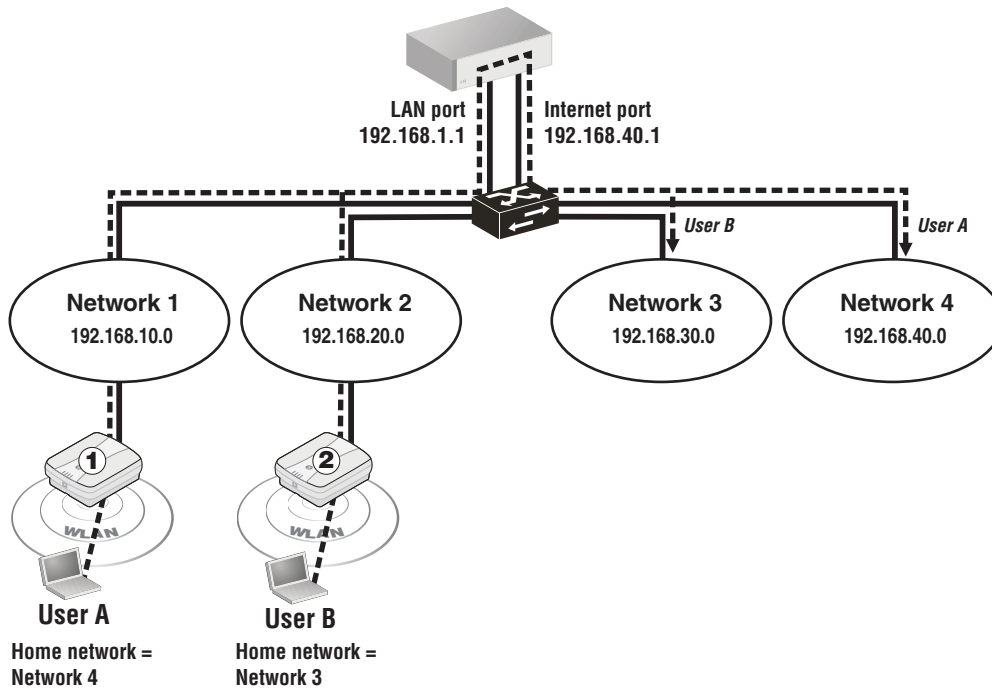 LAN port
192.168.1.1
Internet port
192.168.40.1
User B
User A
Network 1
192.168.10.0
Network 2
192.168.20.0
Network 3
192.168.30.0
Network 4
192.168.40.0
1
2
WLAN
WLAN
User A
Home network =
Network 4
User B
Home network =
Network 3